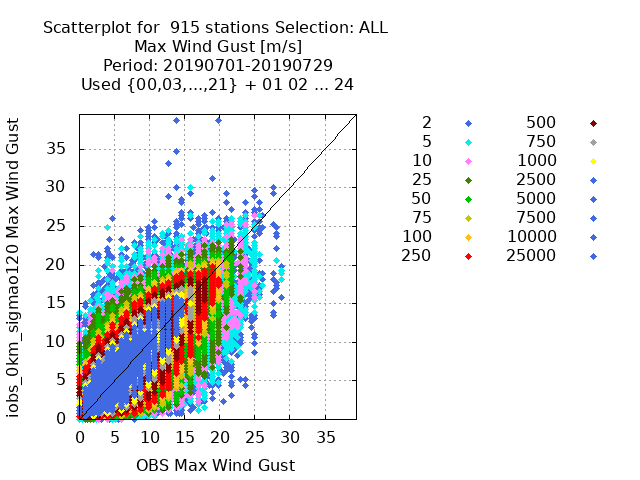 Scatterplot for  915 stations Selection: ALL
Max Wind Gust [m/s]
Period: 20190701-20190729
Used {00,03,...,21} + 01 02 ... 24
iobs_0km_sigmao120 Max Wind Gust
35
30
25
20
15
10
5
0
0 5 10 15 20 25 30 35
OBS Max Wind Gust
2 500
5 750
10 1000
25 2500
50 5000
75 7500
100 10000
250 25000